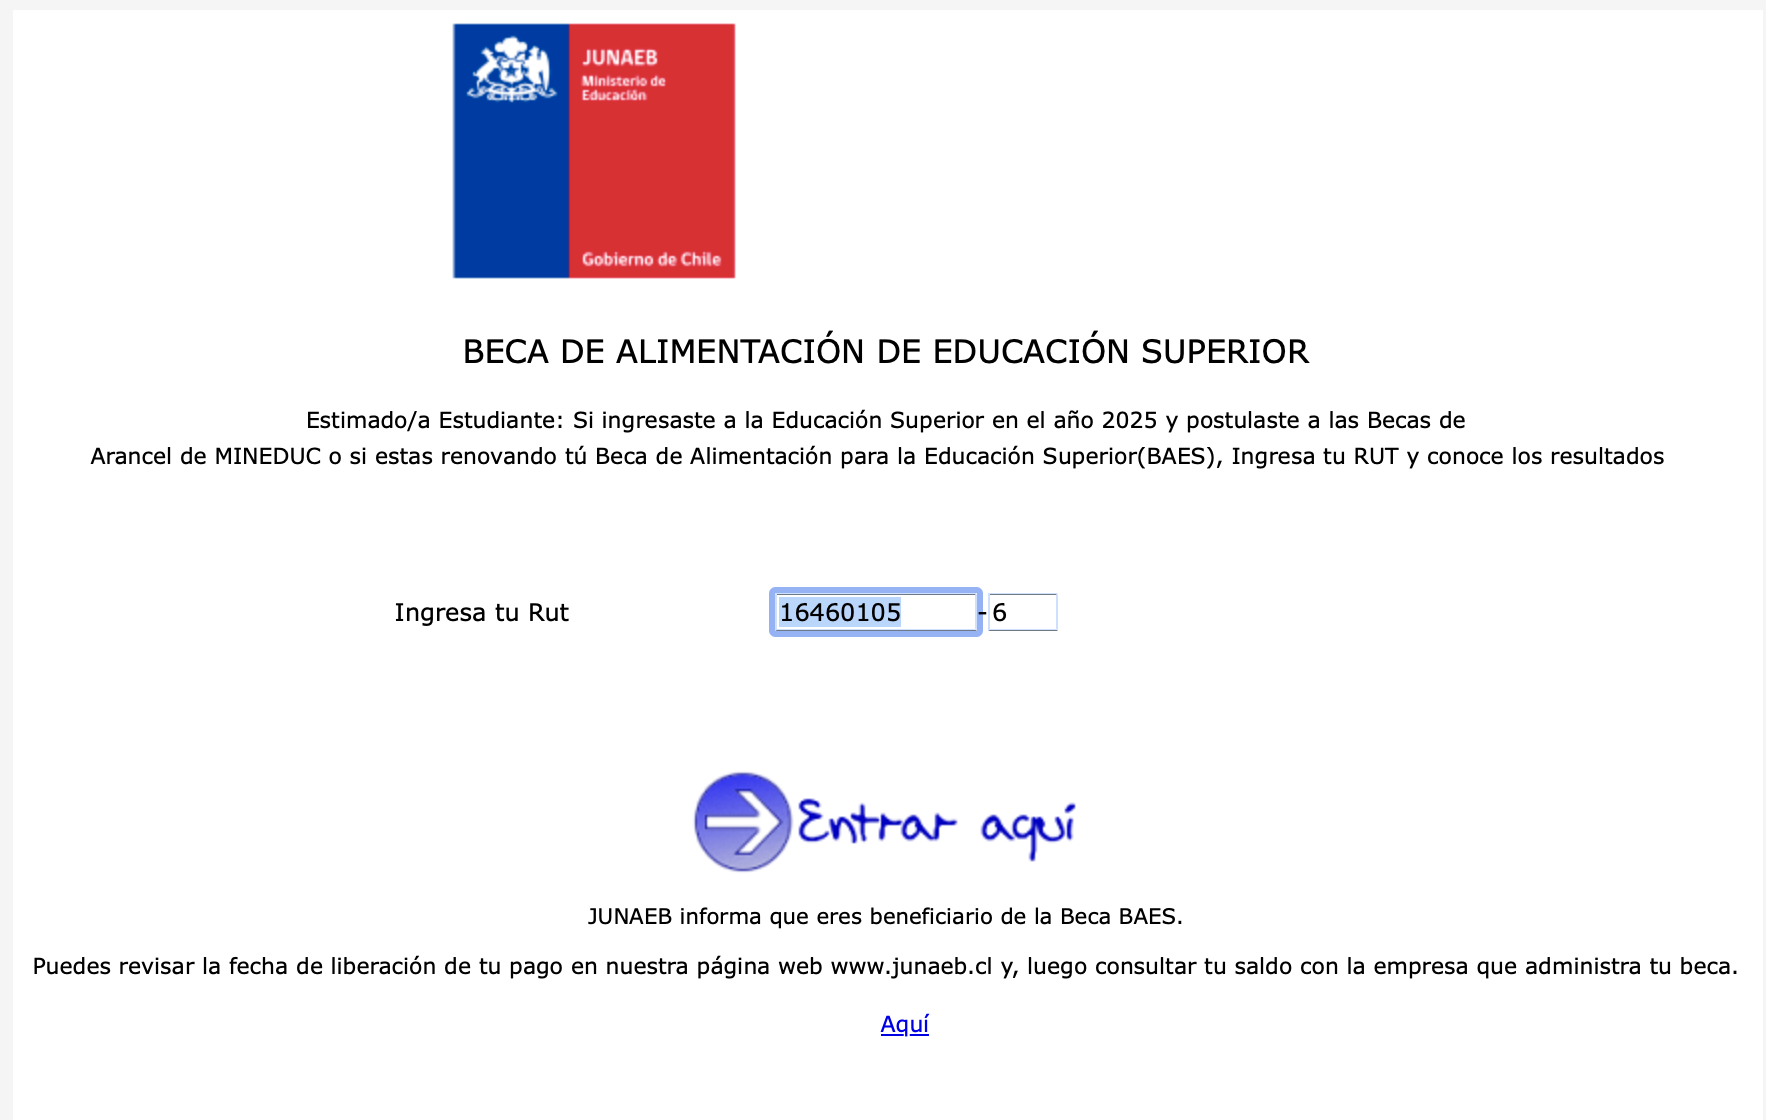 JUNAEB
Ministerio de
Educación
Gobierno de Chile
BECA DE ALIMENTACIÓN DE EDUCACIÓN SUPERIOR
Estimado/a Estudiante: Si ingresaste a la Educación Superior en el año 2025 y postulaste a las Becas de
Arancel de MINEDUC o si estas renovando tú Beca de Alimentación para la Educación Superior(BAES), Ingresa tu RUT y conoce los resultados
Ingresa tu Rut 16460105 - 6
Entrar aquí
JUNAEB informa que eres beneficiario de la Beca BAES.
Puedes revisar la fecha de liberación de tu pago en nuestra página web www.junaeb.cl y, luego consultar tu saldo con la empresa que administra tu beca.
Aquí